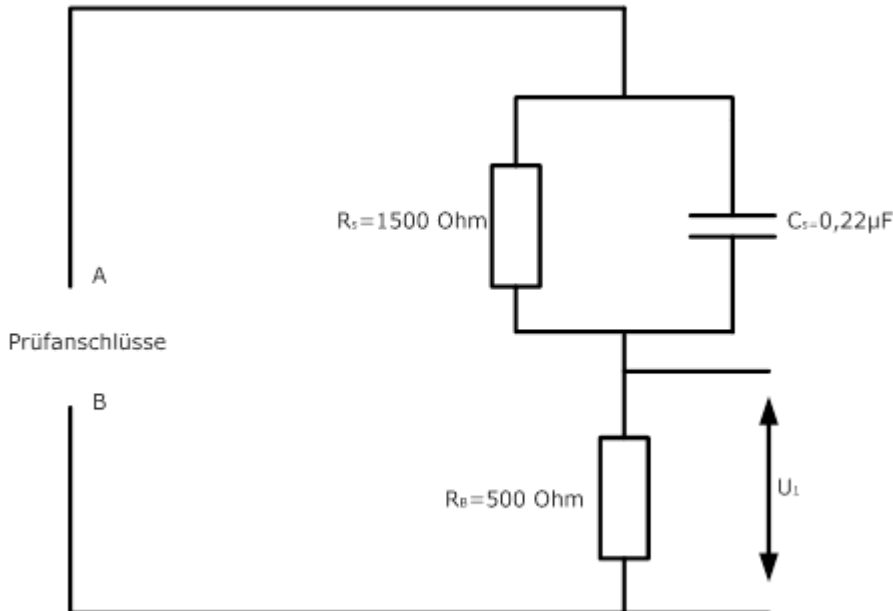 Rs=1500 Ohm
Cs=0,22µF
A
Prüfanschlüsse
B
RB=500 Ohm
U1